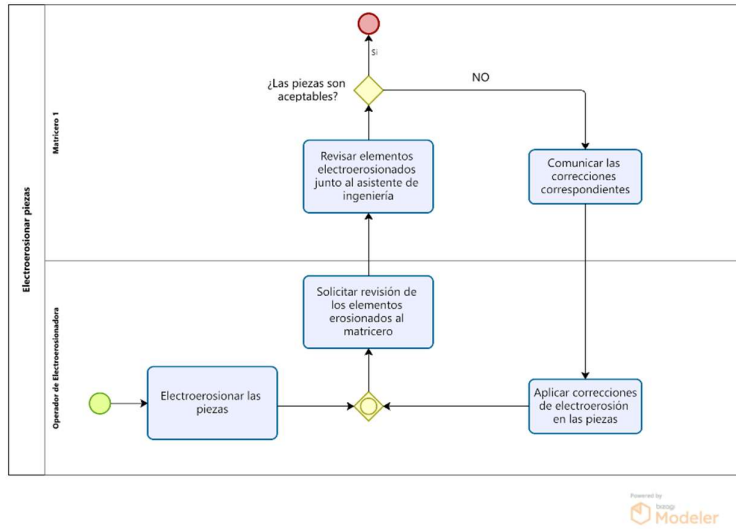 Electroerosionar piezas
Matricero 1
Si
¿Las piezas son
aceptables?
NO
Revisar elementos
electroerosionados
junto al asistente de
ingeniería
Comunicar las
correcciones
correspondientes
Operador de Electroerosionadora
Solicitar revisión de
los elementos
erosionados al
matricero
Electroerosionar las
piezas
Aplicar correcciones
de electroerosión
en las piezas
Powered by
bizagi
Modeler